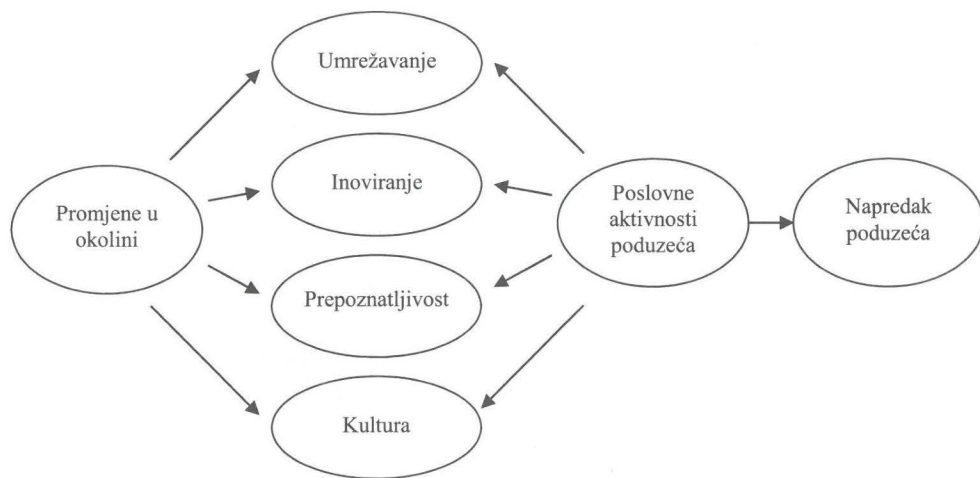 Umrežavanje
Inoviranje
Promjene u
okolini
Poslovne
aktivnosti
poduzeća
Napredak
poduzeća
Prepoznatljivost
Kultura